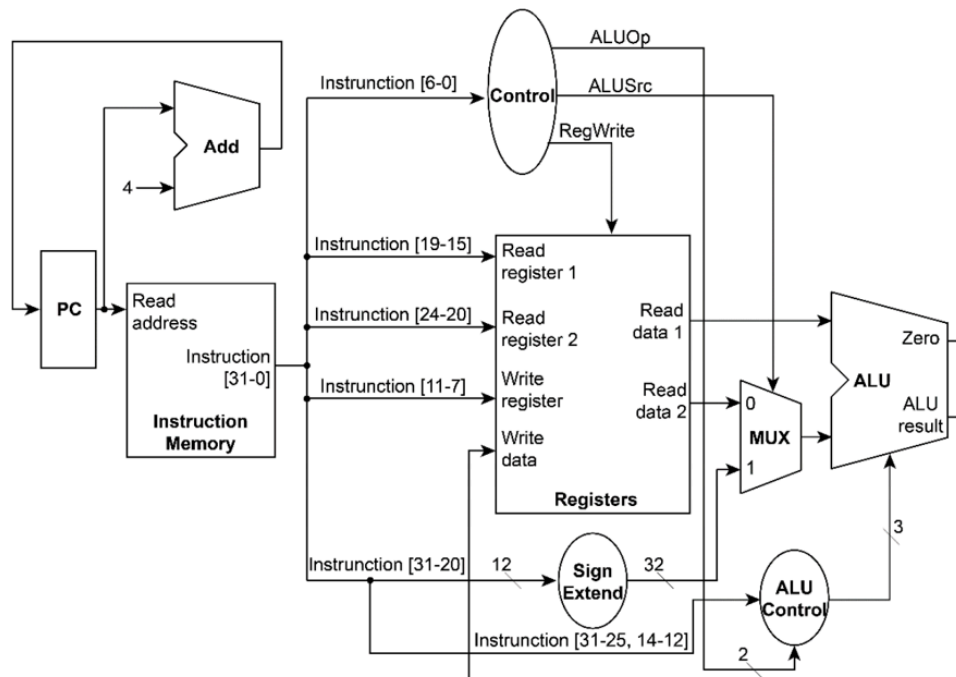 ALUOp
Instrunction [6-0]
Control
ALUSrc
RegWrite
Add
4
Instrunction [19-15]
Read
register 1
PC
Read
address
Instrunction [24-20]
Read
register 2
Read
data 1
Zero
Instruction
[31-0]
Instrunction [11-7]
Write
register
Read
data 2
0
ALU
ALU
result
Instruction
Memory
Write
data
MUX
1
Registers
3
Instrunction [31-20]
12
Sign
Extend
32
ALU
Control
Instrunction [31-25, 14-12]
2